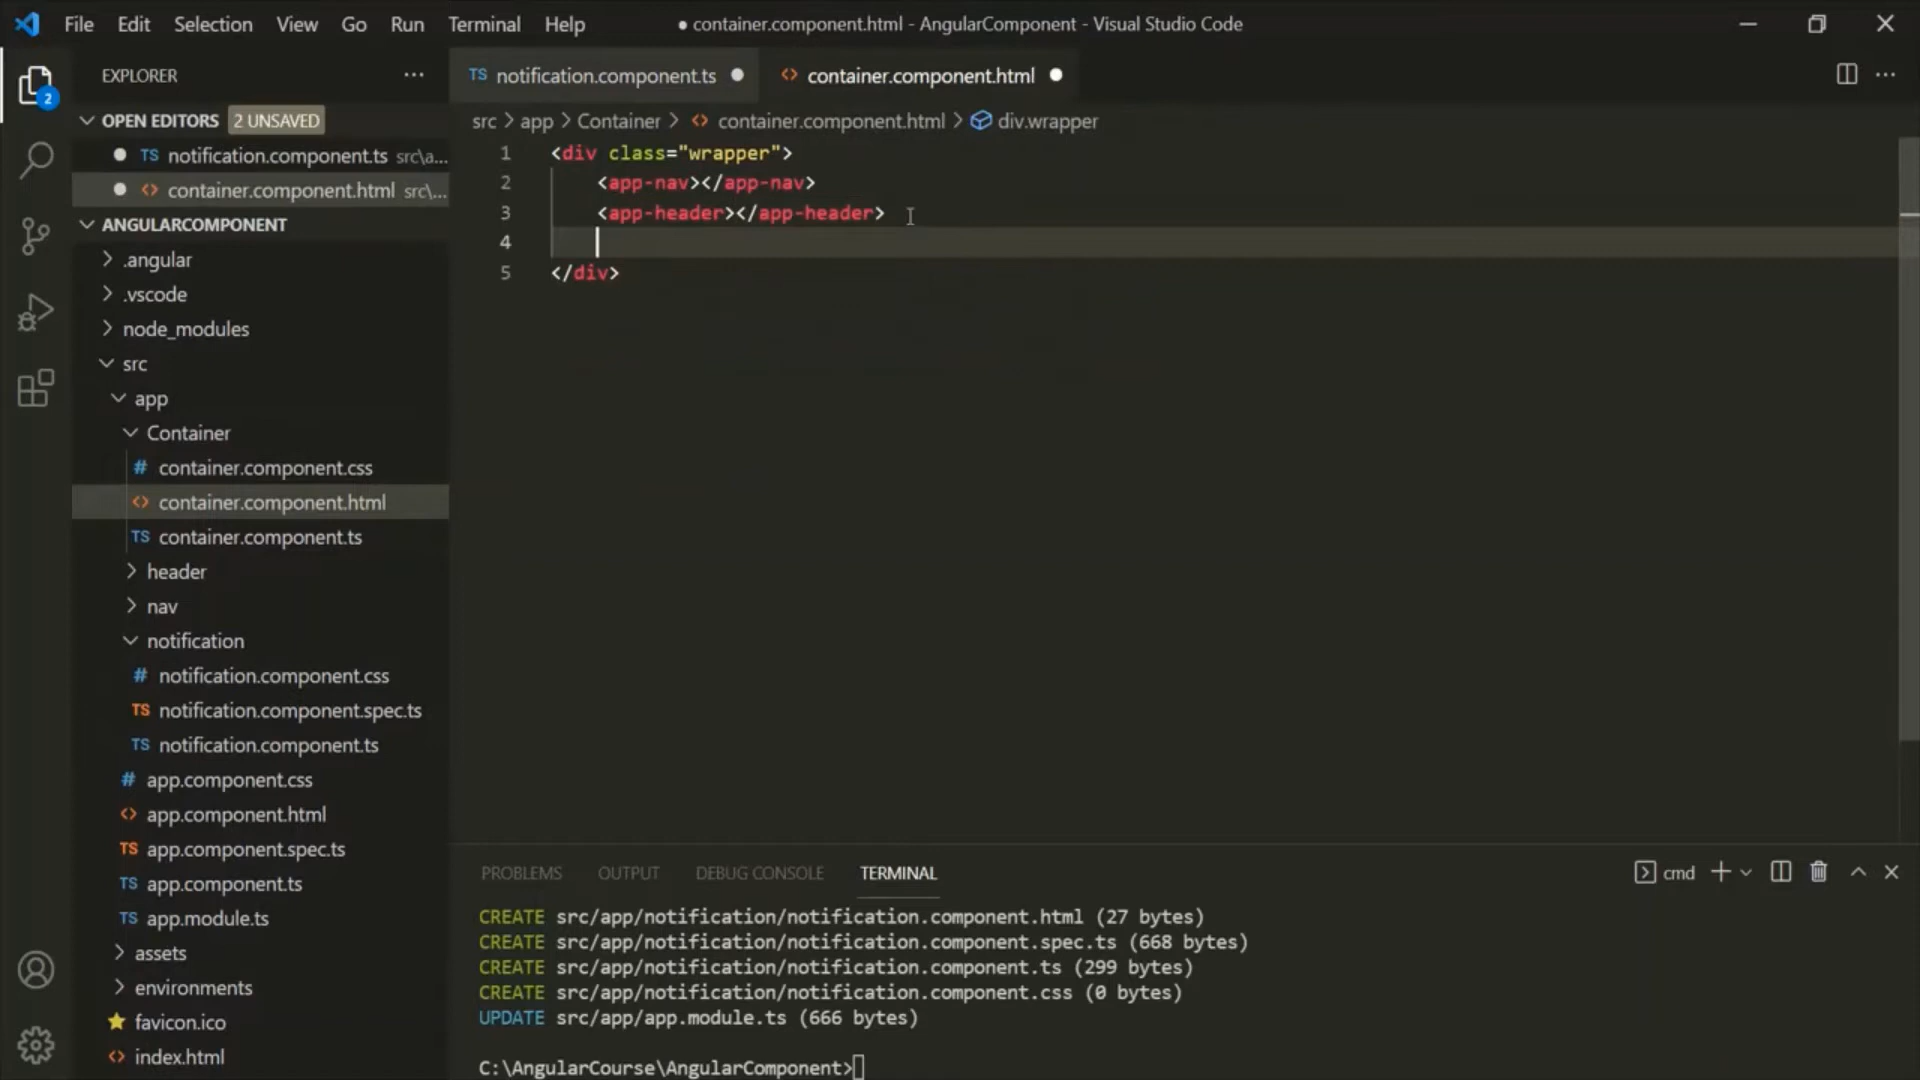 File Edit Selection View Go Run Terminal Help
● container.component.html - AngularComponent - Visual Studio Code
EXPLORER
2
OPEN EDITORS 2 UNSAVED
TS notification.component.ts src\a...
<> container.component.html src\...
ANGULARCOMPONENT
.angular
.vscode
node_modules
src
app
Container
# container.component.css
<> container.component.html
TS container.component.ts
header
nav
notification
# notification.component.css
TS notification.component.spec.ts
TS notification.component.ts
# app.component.css
<> app.component.html
TS app.component.spec.ts
TS app.component.ts
TS app.module.ts
assets
environments
favicon.ico
<> index.html
TS notification.component.ts
<> container.component.html
src > app > Container > <> container.component.html > div.wrapper
1 <div class="wrapper">
2 <app-nav></app-nav>
3 <app-header></app-header>
4
5 </div>
PROBLEMS OUTPUT DEBUG CONSOLE TERMINAL
cmd
CREATE src/app/notification/notification.component.html (27 bytes)
CREATE src/app/notification/notification.component.spec.ts (668 bytes)
CREATE src/app/notification/notification.component.ts (299 bytes)
CREATE src/app/notification/notification.component.css (0 bytes)
UPDATE src/app/app.module.ts (666 bytes)
C:\AngularCourse\AngularComponent>